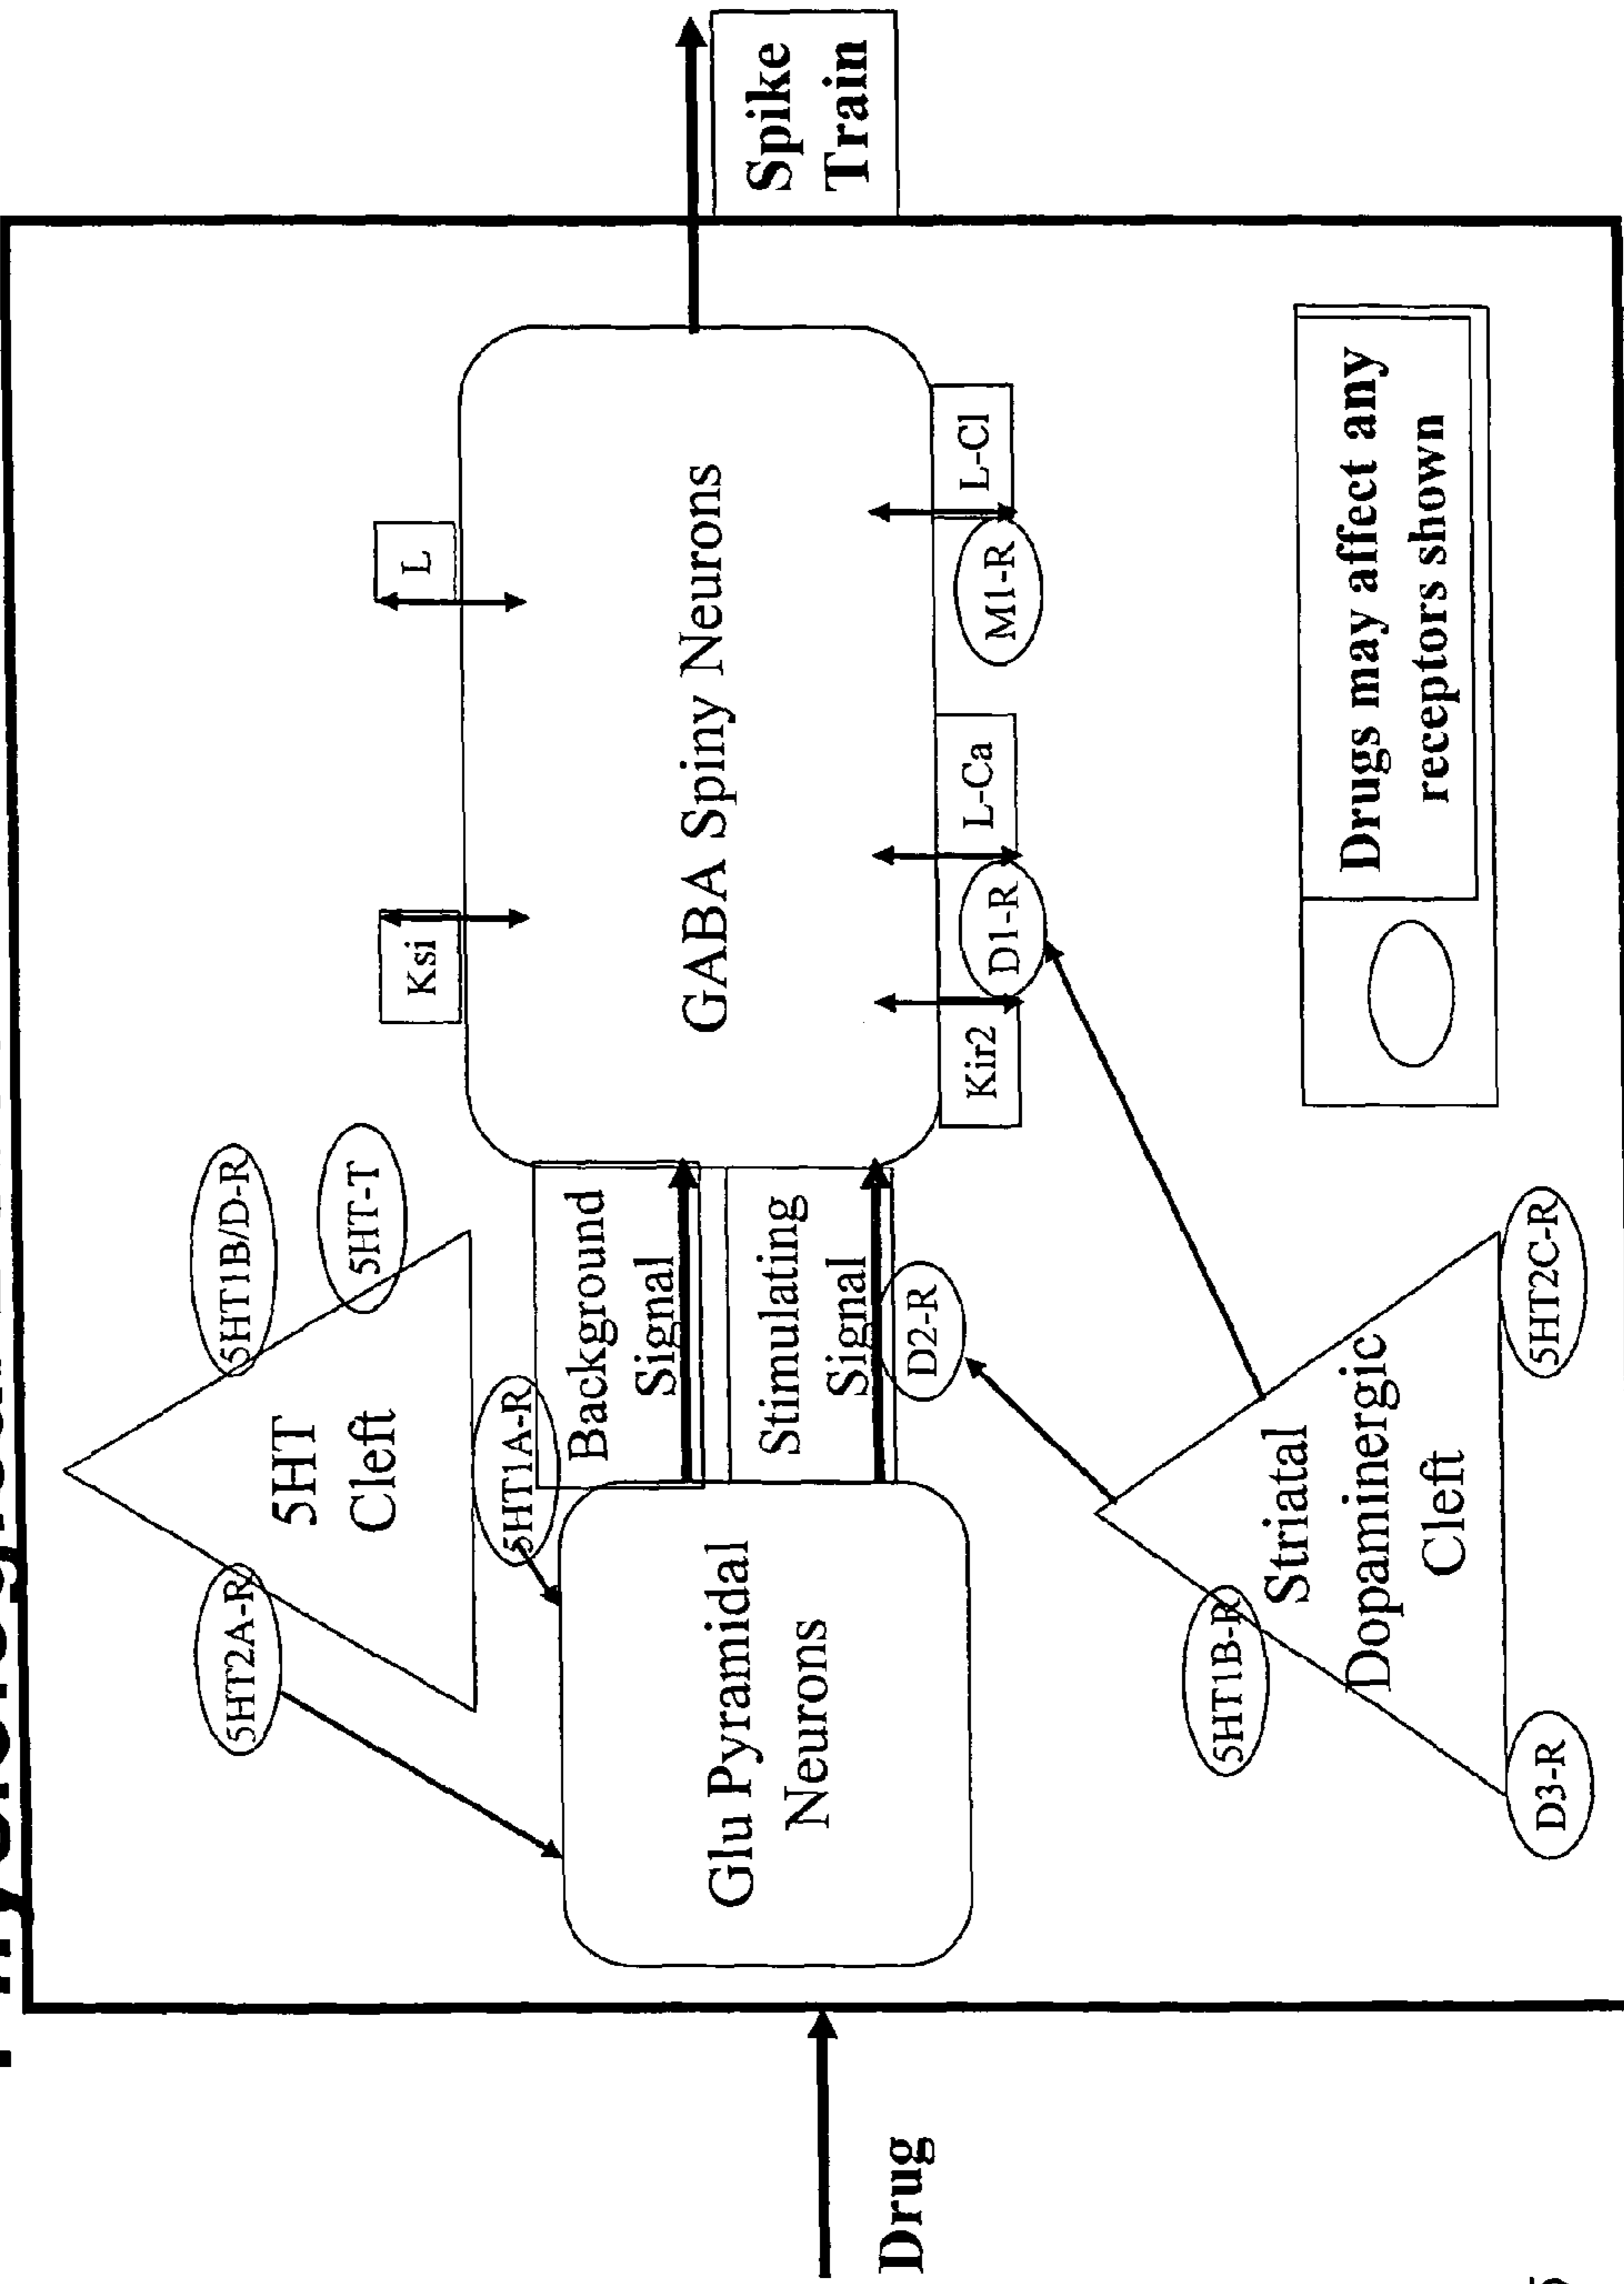 5HT2A-R
5HT1B/D-R
5HT-T
5HT
Cleft
5HT1A-R
Ksi
L
Background
Signal
Stimulating
Signal
Glu Pyramidal
Neurons
GABA Spiny Neurons
Spike
Train
Drug
D2-R
Kir2
D1-R
L-Ca
M1-R
L-Cl
5HT1B-R
Striatal
Dopaminergic
Cleft
D3-R
5HT2C-R
Drugs may affect any
receptors shown